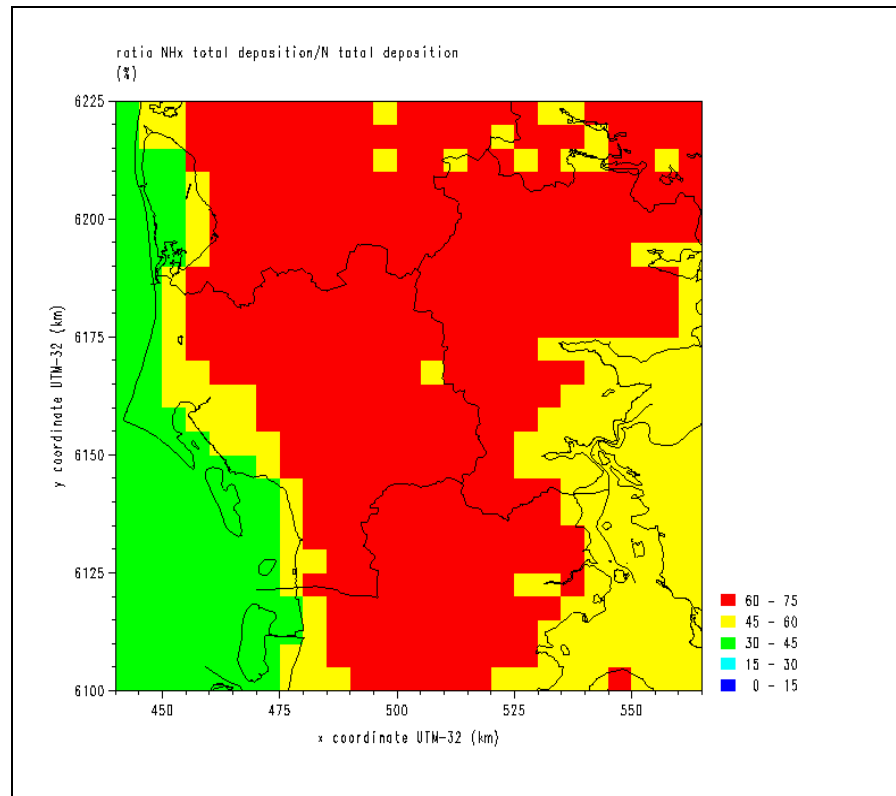 ratio NHx total deposition/N total deposition
(%)
6225
6200
6175
6150
6125
6100
y coordinate UTM-32 (km)
450 475 500 525 550
x coordinate UTM-32 (km)
60 - 75
45 - 60
30 - 45
15 - 30
0 - 15